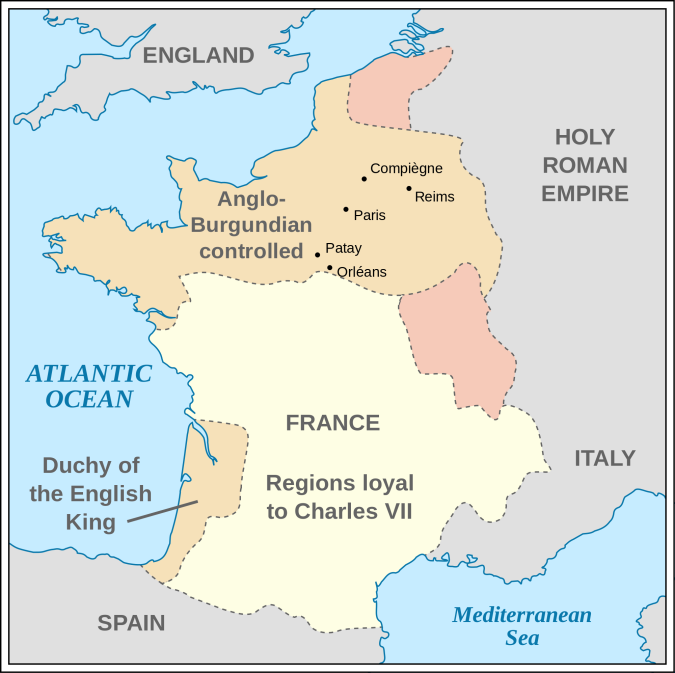 ENGLAND
HOLY
ROMAN
EMPIRE
Compiègne
Reims
Paris
Anglo-
Burgundian
controlled
Patay
Orléans
ATLANTIC
OCEAN
FRANCE
Duchy of
the English
King
Regions loyal
to Charles VII
ITALY
SPAIN
Mediterranean
Sea